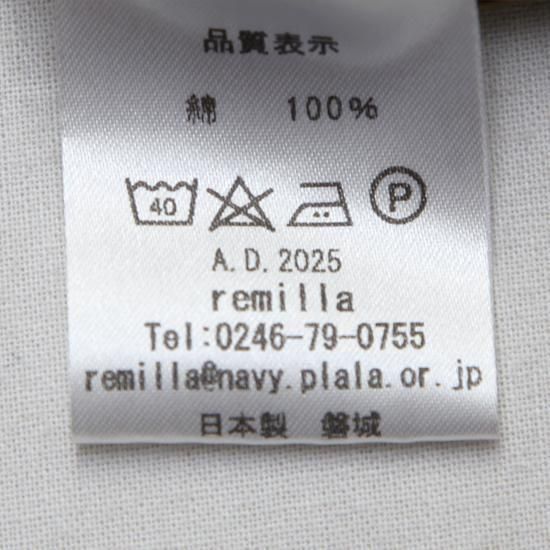 品質表示
綿 100%
40 P
A.D.2025
remilla
Tel:0246-79-0755
remilla@navy.plala.or.jp
日本製 磐城